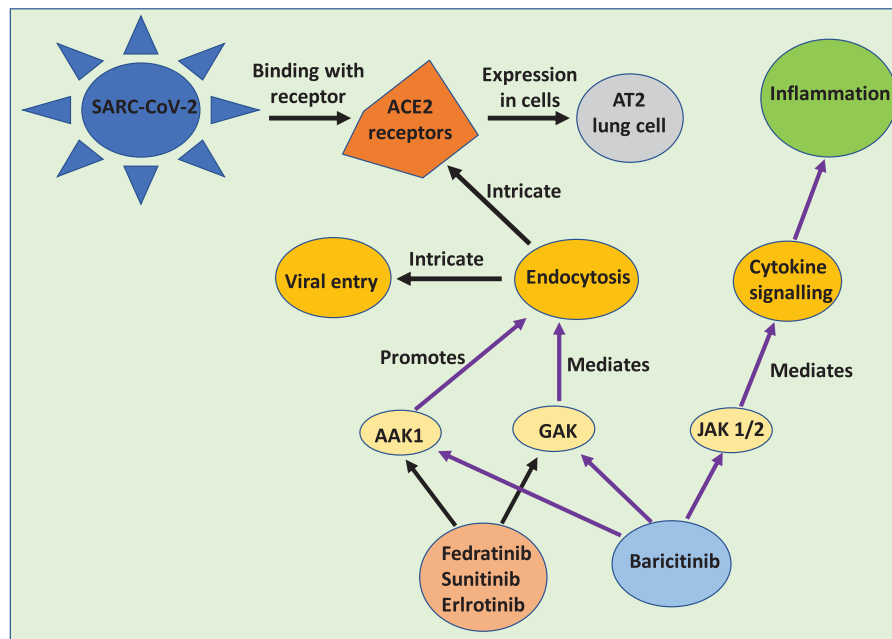 SARC-CoV-2
Binding with
receptor
ACE2
receptors
Expression
in cells
AT2
lung cell
Inflammation
Intricate
Viral entry
Intricate
Endocytosis
Cytokine
signalling
Promotes
Mediates
Mediates
AAK1
GAK
JAK 1/2
Fedratinib
Sunitinib
Erlrotinib
Baricitinib